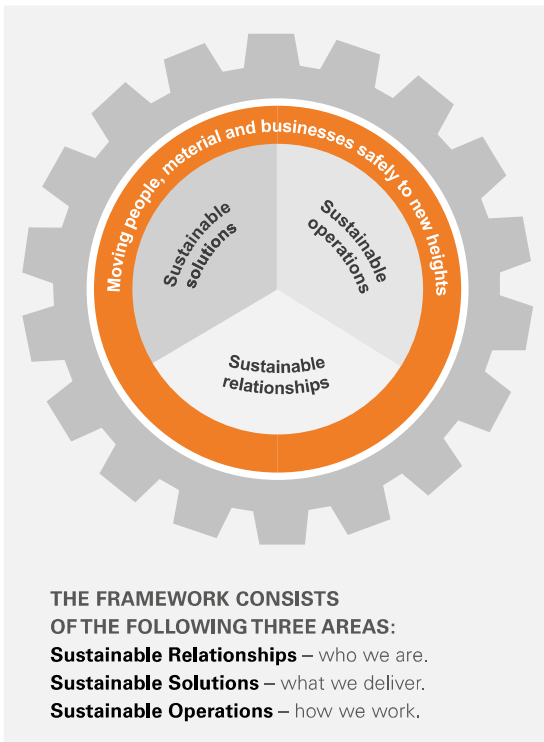 Moving people, meterial and businesses safely to new heights
Sustainable
solutions
Sustainable
operations
Sustainable
relationships
THE FRAMEWORK CONSISTS
OF THE FOLLOWING THREE AREAS:
Sustainable Relationships – who we are.
Sustainable Solutions – what we deliver.
Sustainable Operations – how we work.